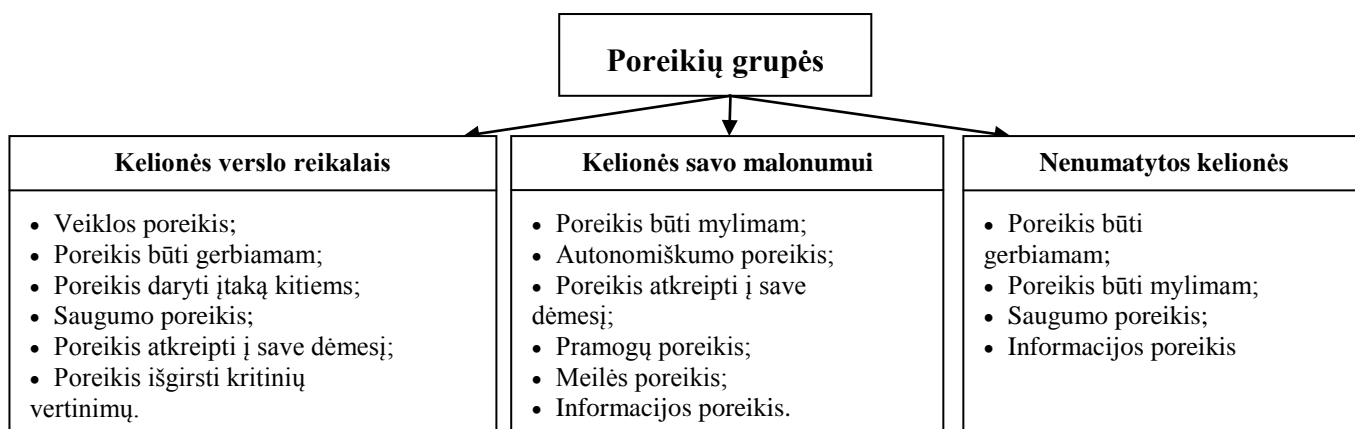 Poreikių grupės
Kelionės verslo reikalais
• Veiklos poreikis;
• Poreikis būti gerbiamam;
• Poreikis daryti įtaką kitiems;
• Saugumo poreikis;
• Poreikis atkreipti į save dėmesį;
• Poreikis išgirsti kritinių
vertinimų.
Kelionės savo malonumui
• Poreikis būti mylimam;
• Autonomiškumo poreikis;
• Poreikis atkreipti į save
dėmesį;
• Pramogų poreikis;
• Meilės poreikis;
• Informacijos poreikis.
Nenumatytos kelionės
• Poreikis būti
gerbiamam;
• Poreikis būti mylimam;
• Saugumo poreikis;
• Informacijos poreikis